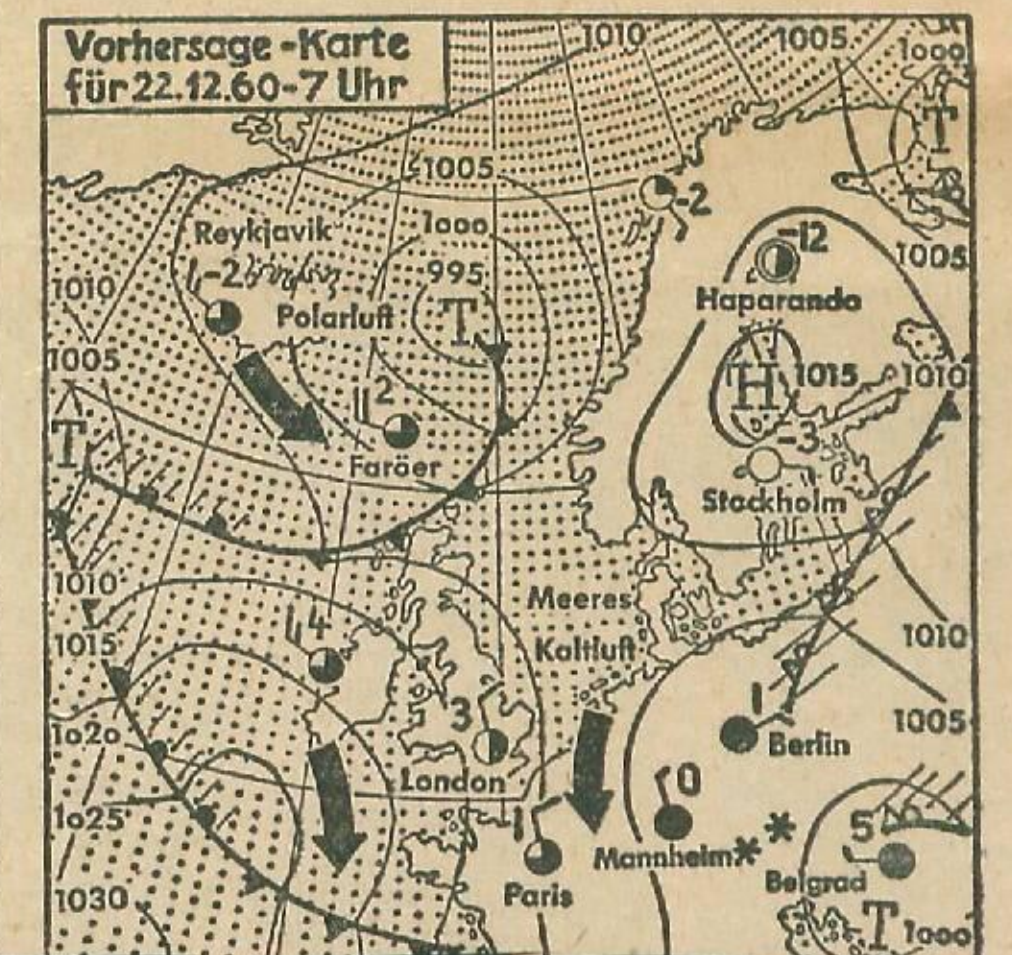 Vorhersage-Karte
für 22.12.60-7 Uhr
1010
1005
1000
T
1005
-2
Reykjavik
1000
-12
1005
-2
995
1010
Polarluft
T
Haparanda
1005
H
1015
1010
2
T
-3
Faröer
Stockholm
1010
Meeres
1010
4
1015
Kaltluft
3
1
1005
1020
Berlin
London
0
1025
1
5
Mannheim
Belgrad
Paris
1030
T
1000